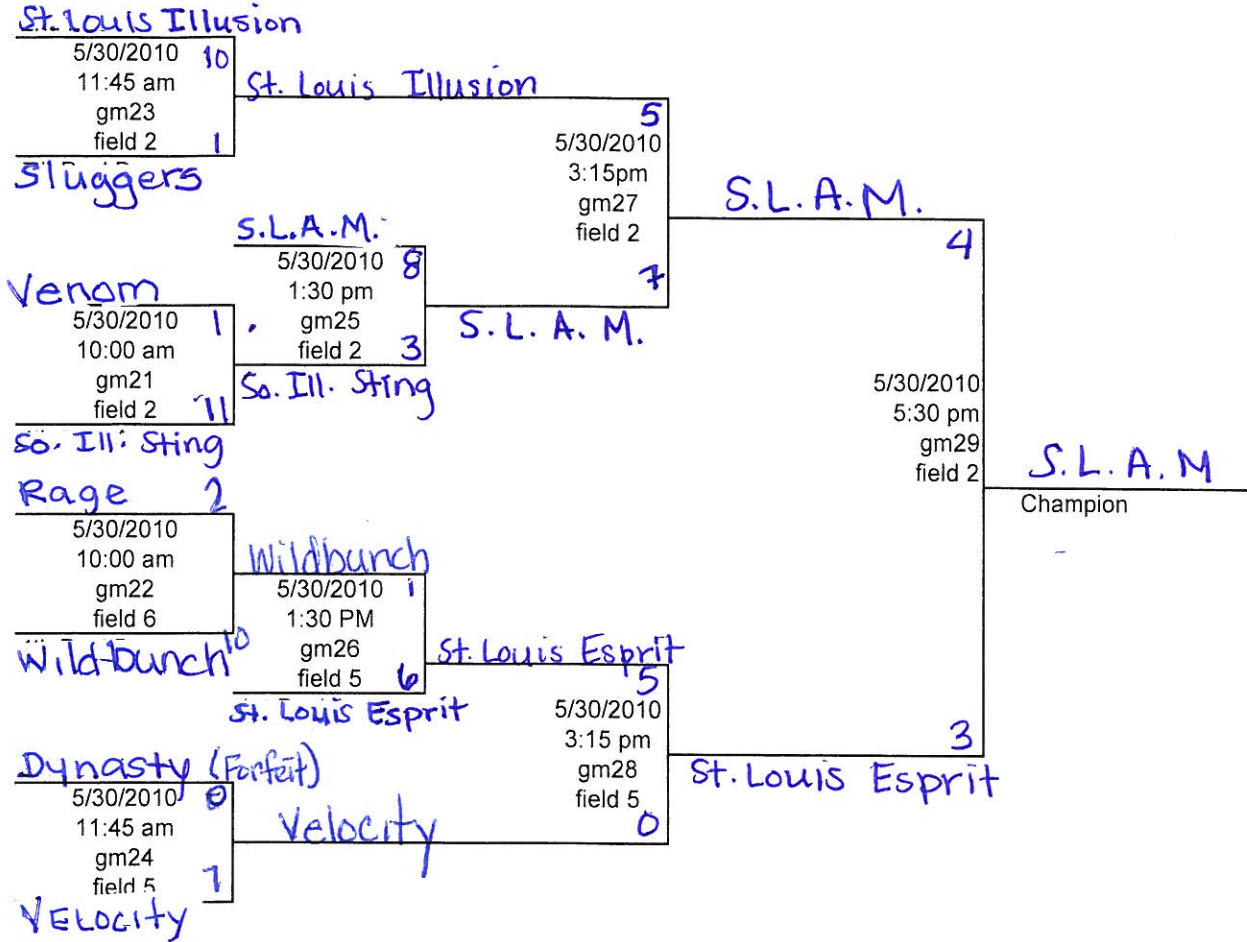 St. Louis Illusion
5/30/2010 10
11:45 am
gm23
field 2 1
Sluggers
St. Louis Illusion
5
5/30/2010
3:15pm
gm27
field 2
7
S.L.A.M.
S.L.A.M.
5/30/2010 8
1:30 pm
gm25
field 2 3
So. Ill. Sting
S.L.A.M.
Venom
5/30/2010 1
10:00 am
gm21
field 2 11
So. Ill. Sting
4
5/30/2010
5:30 pm
gm29
field 2
3
S.L.A.M
Champion
Rage 2
5/30/2010
10:00 am
gm22
field 6
Wildbunch 10
Wildbunch
5/30/2010 1
1:30 PM
gm26
field 5 6
St. Louis Esprit
St. Louis Esprit
5
5/30/2010
3:15 pm
gm28
field 5
0
St. Louis Esprit
Dynasty (Forfeit)
5/30/2010 0
11:45 am
gm24
field 5 7
VELOCITY
Velocity